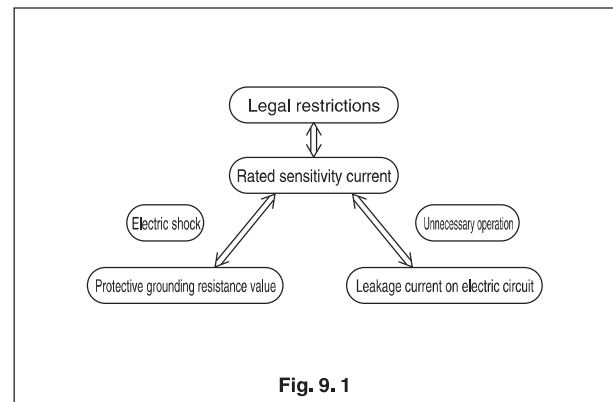 Legal restrictions
Rated sensitivity current
Electric shock
Unnecessary operation
Protective grounding resistance value
Leakage current on electric circuit
Fig. 9. 1